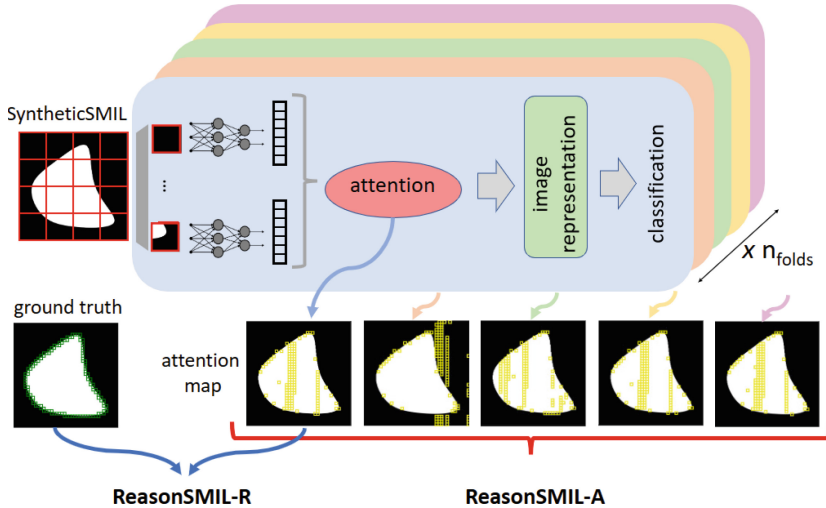 SyntheticSMIL
...
attention
image
representation
classification
x n_folds
ground truth
attention
map
ReasonSMIL-R
ReasonSMIL-A